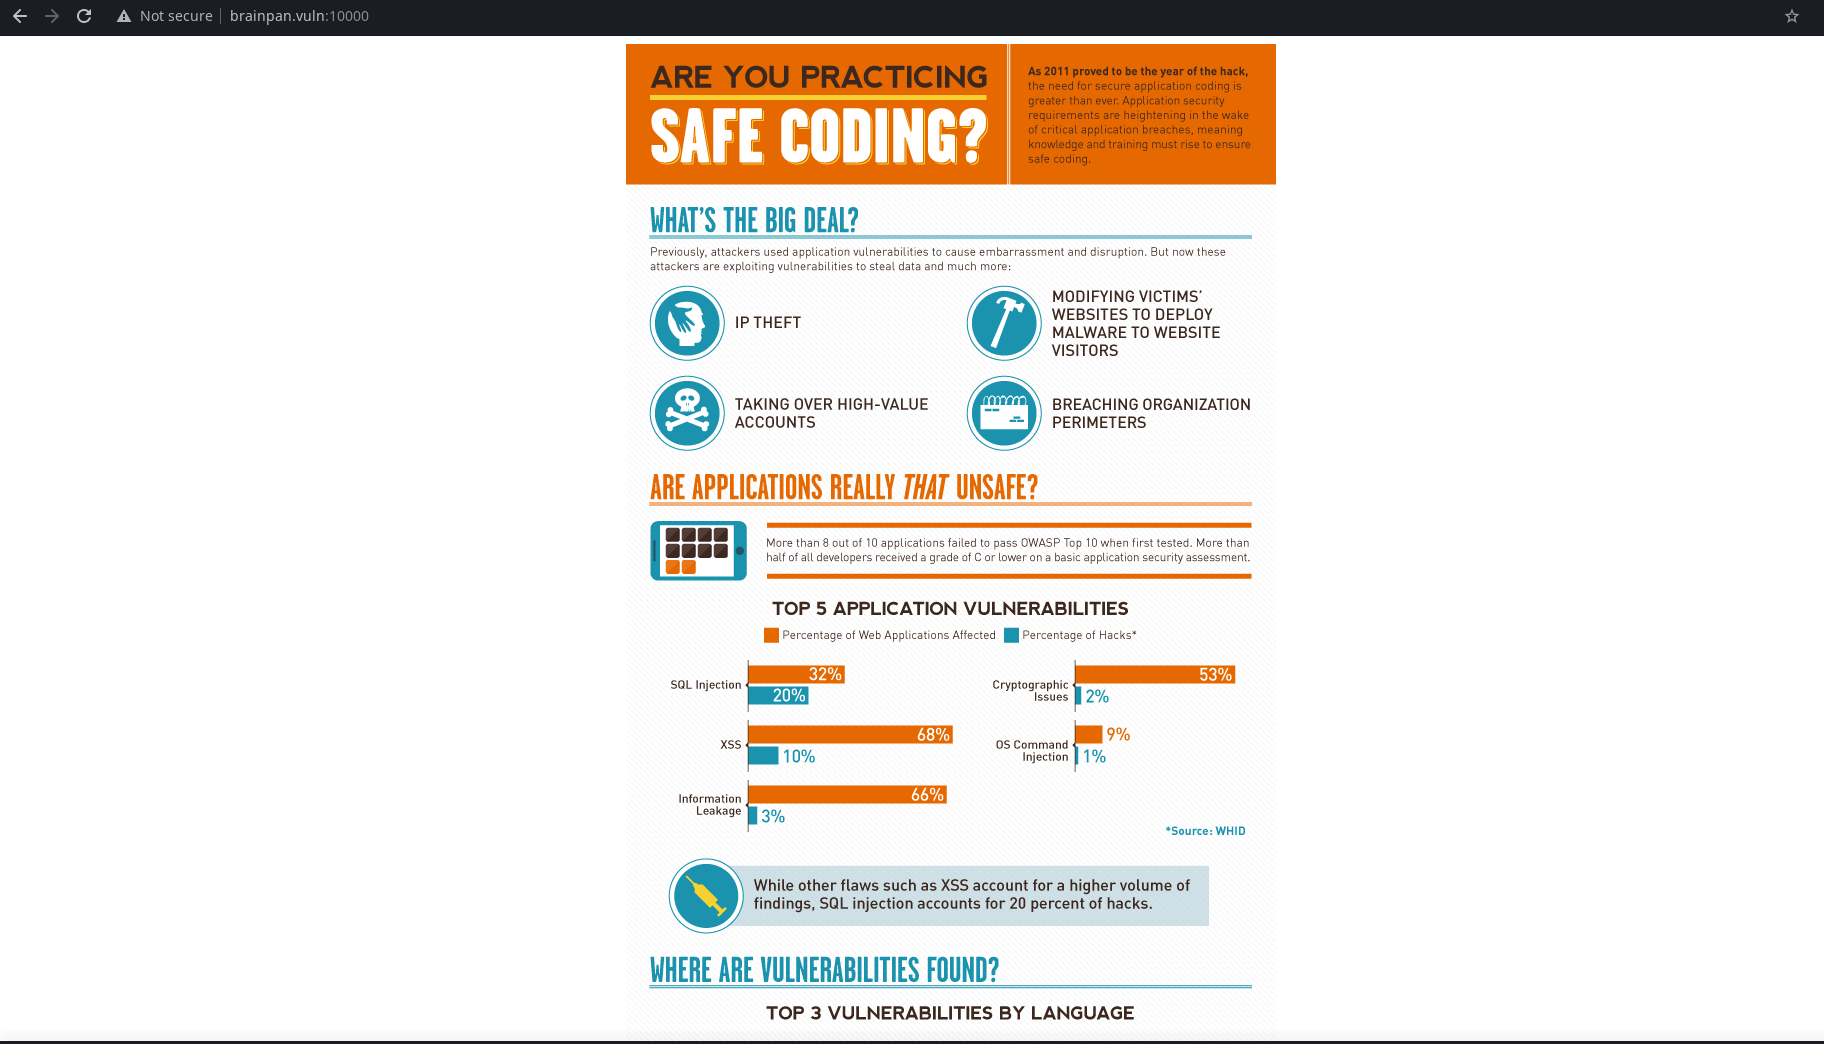 Not secure brainpan.vuln:10000
ARE YOU PRACTICING
SAFE CODING?
As 2011 proved to be the year of the hack,
the need for secure application coding is
greater than ever. Application security
requirements are heightening in the wake
of critical application breaches, meaning
knowledge and training must rise to ensure
safe coding.
WHAT'S THE BIG DEAL?
Previously, attackers used application vulnerabilities to cause embarrassment and disruption. But now these
attackers are exploiting vulnerabilities to steal data and much more:
IP THEFT
MODIFYING VICTIMS'
WEBSITES TO DEPLOY
MALWARE TO WEBSITE
VISITORS
TAKING OVER HIGH-VALUE
ACCOUNTS
BREACHING ORGANIZATION
PERIMETERS
ARE APPLICATIONS REALLY THAT UNSAFE?
More than 8 out of 10 applications failed to pass OWASP Top 10 when first tested. More than
half of all developers received a grade of C or lower on a basic application security assessment.
TOP 5 APPLICATION VULNERABILITIES
Percentage of Web Applications Affected Percentage of Hacks*
SQL Injection
32%
20%
XSS
68%
10%
Information
Leakage
66%
3%
Cryptographic
Issues
53%
2%
OS Command
Injection
9%
1%
*Source: WHID
While other flaws such as XSS account for a higher volume of
findings, SQL injection accounts for 20 percent of hacks.
WHERE ARE VULNERABILITIES FOUND?
TOP 3 VULNERABILITIES BY LANGUAGE